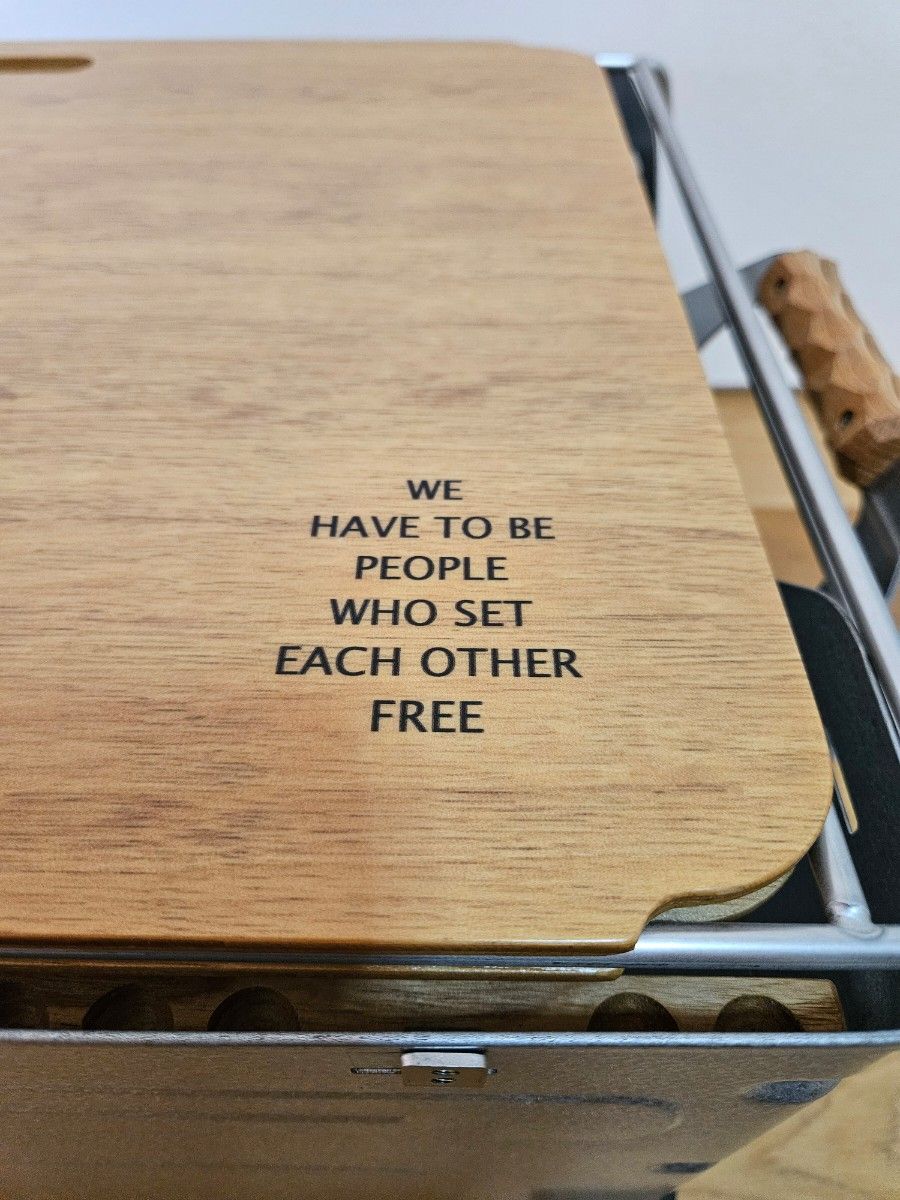 WE
HAVE TO BE
PEOPLE
WHO SET
EACH OTHER
FREE